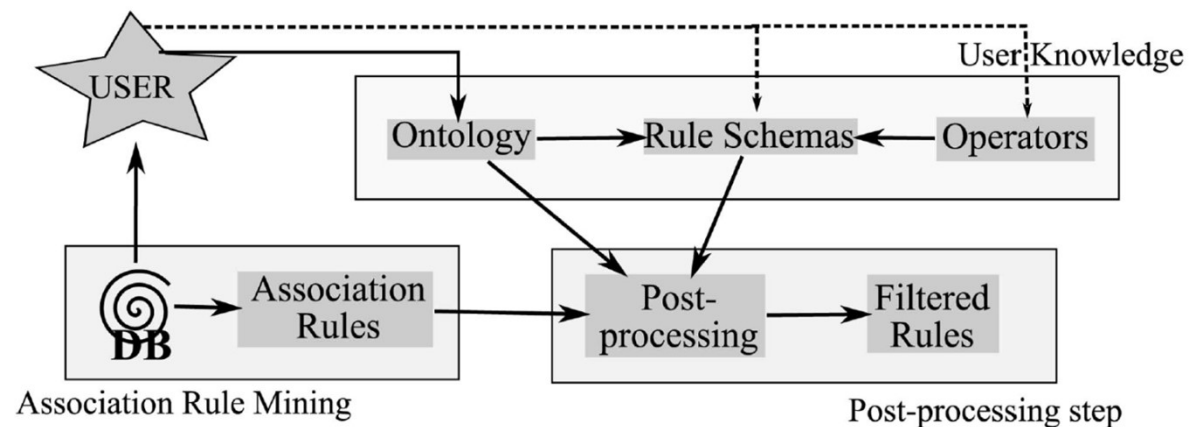 USER
User Knowledge
Ontology
Rule Schemas
Operators
DB
Association
Rules
Post-
processing
Filtered
Rules
Association Rule Mining
Post-processing step